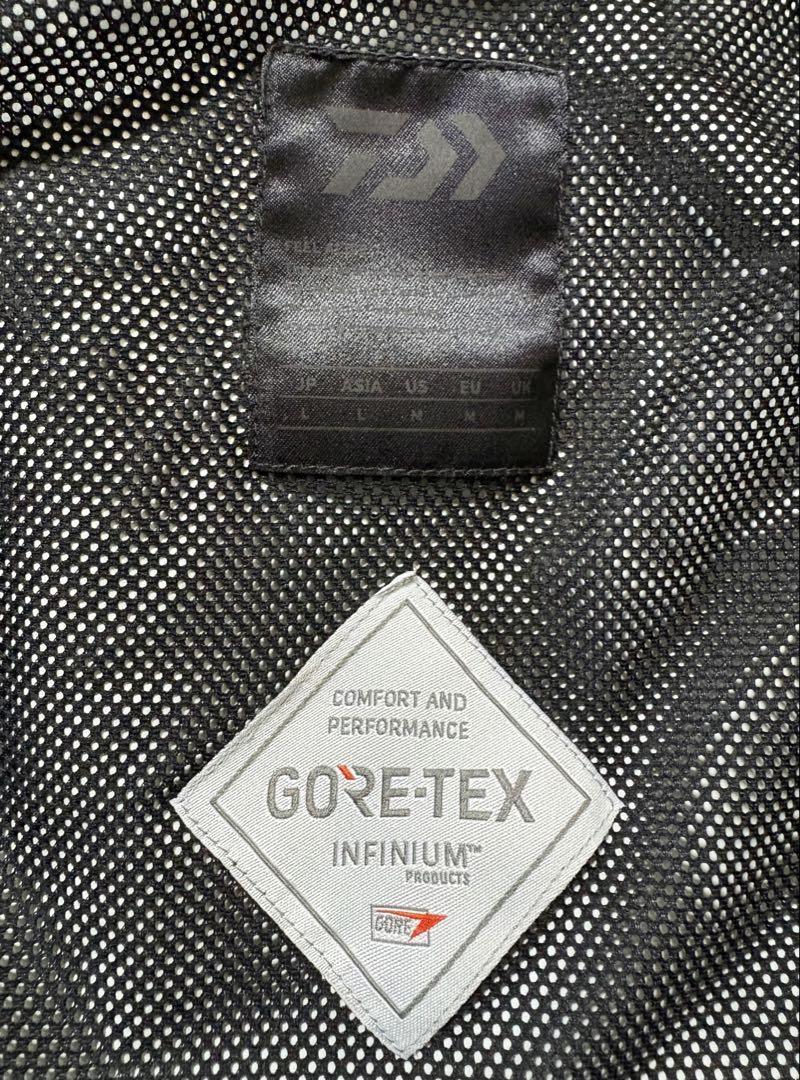 JP ASIA US EU UK
L L M M M
COMFORT AND
PERFORMANCE
GORE-TEX
INFINIUM™
PRODUCTS
GORE